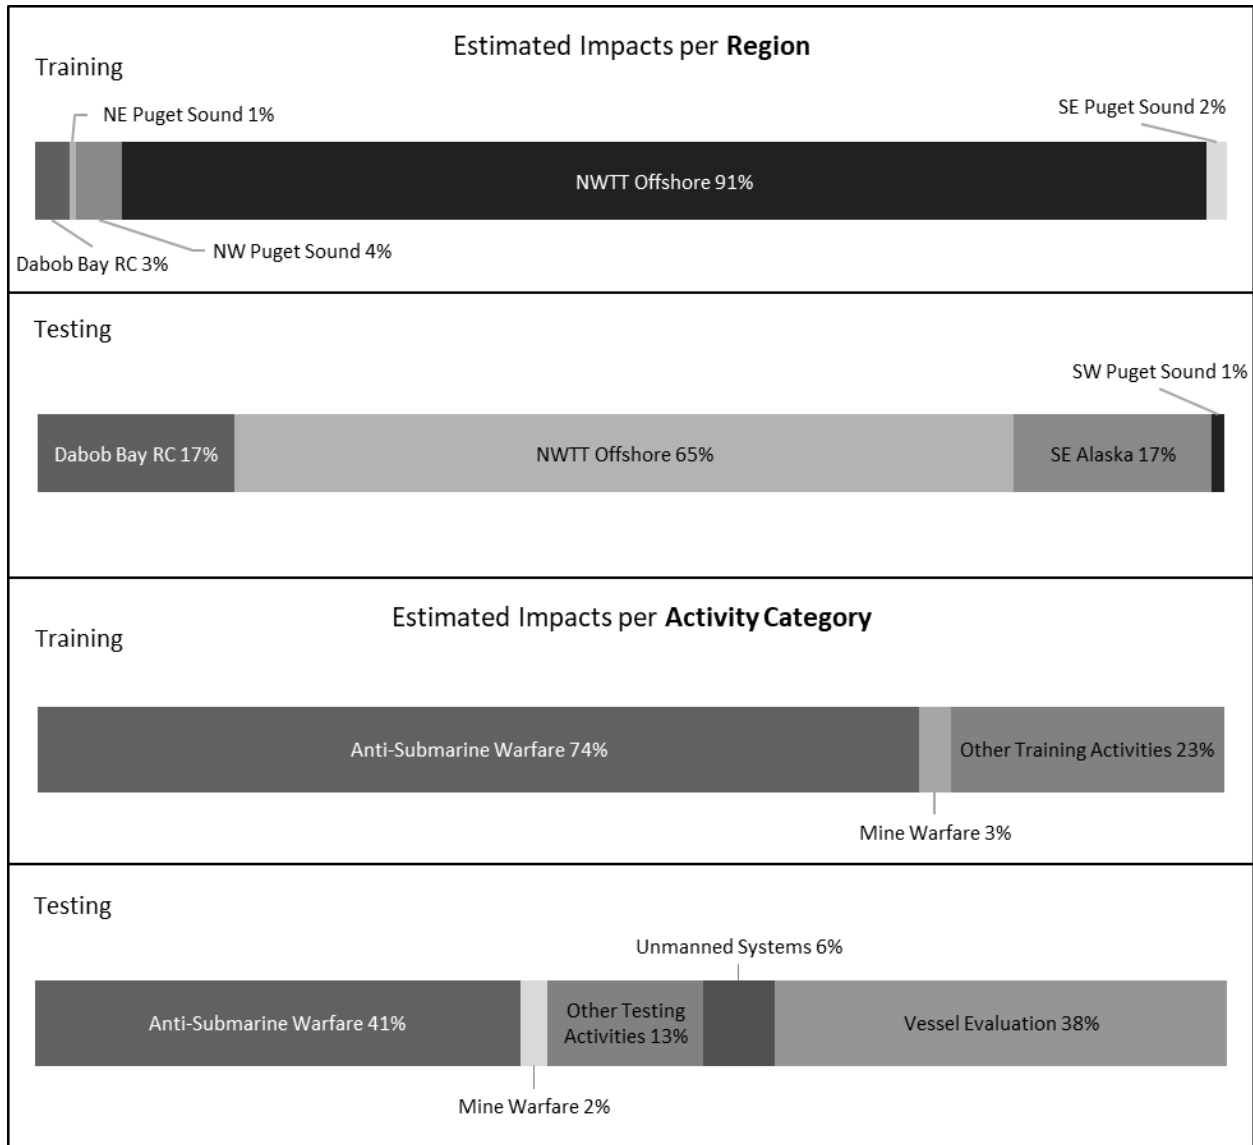 Estimated Impacts per Region
Training
NE Puget Sound 1%
SE Puget Sound 2%
NWTT Offshore 91%
NW Puget Sound 4%
Dabob Bay RC 3%
Testing
SW Puget Sound 1%
Dabob Bay RC 17%
NWTT Offshore 65%
SE Alaska 17%
Estimated Impacts per Activity Category
Training
Anti-Submarine Warfare 74%
Other Training Activities 23%
Mine Warfare 3%
Testing
Unmanned Systems 6%
Anti-Submarine Warfare 41%
Other Testing
Activities 13%
Vessel Evaluation 38%
Mine Warfare 2%